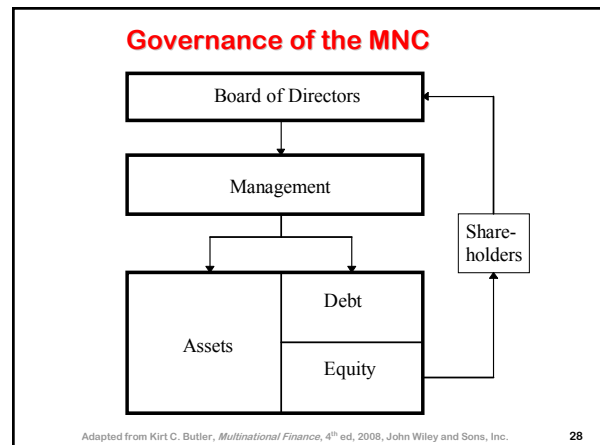 Governance of the MNC
Board of Directors
Management
Share-
holders
Debt
Assets
Equity
Adapted from Kirt C. Butler, Multinational Finance, 4th ed, 2008, John Wiley and Sons, Inc.
28